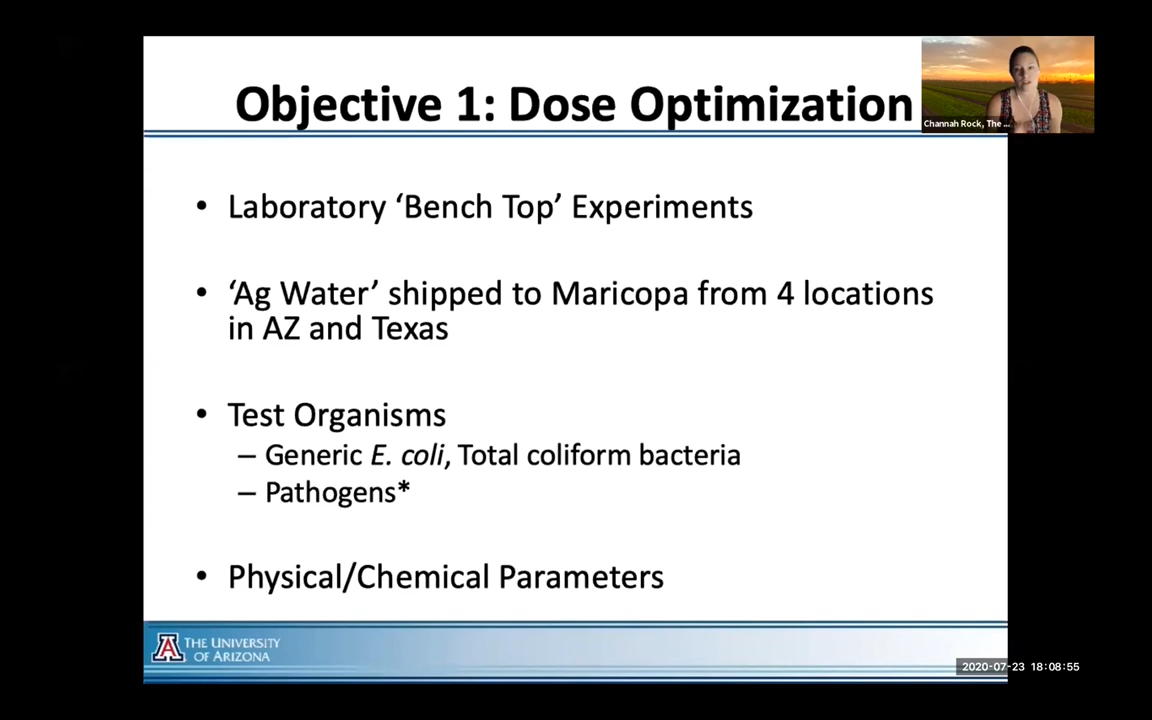 Objective 1: Dose Optimization
Channah Rock, The ...
• Laboratory ‘Bench Top’ Experiments
• ‘Ag Water’ shipped to Maricopa from 4 locations
in AZ and Texas
• Test Organisms
– Generic E. coli, Total coliform bacteria
– Pathogens*
• Physical/Chemical Parameters
A
THE UNIVERSITY
OF ARIZONA
2020-07-23 18:08:55